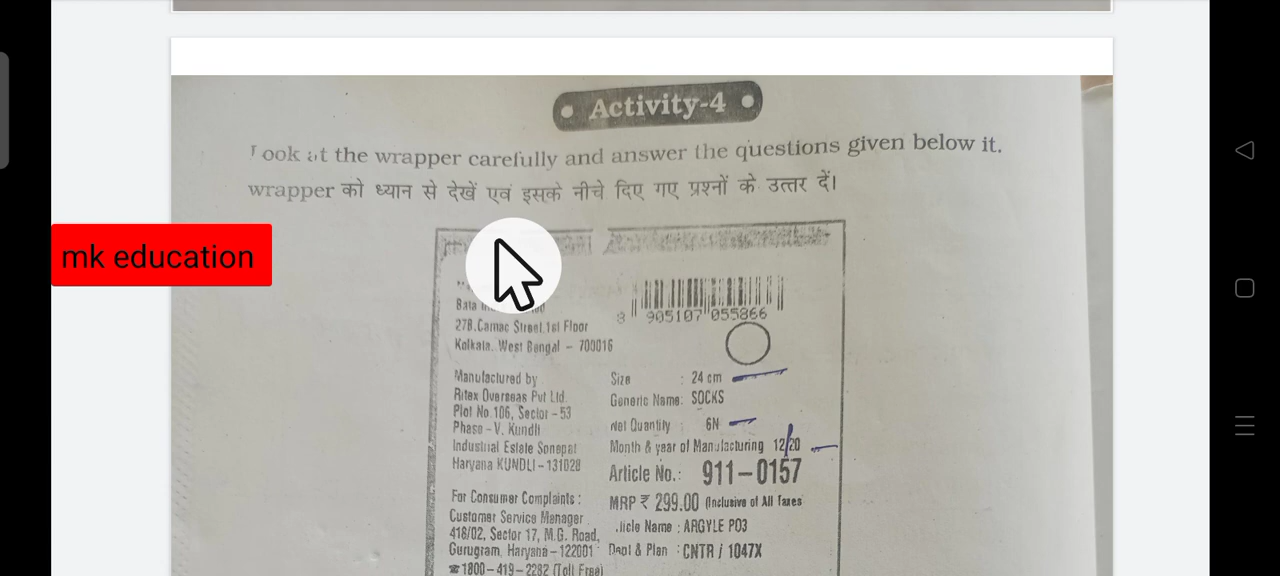 Activity-4
ook at the wrapper carefully and answer the questions given below it.
wrapper को ध्यान से देखें एवं इसके नीचे दिए गए प्रश्नों के उत्तर दें।
mk education
Bata
278.Camac Street.1st Floor
Kolkata.. West Bengal – 700016
8 905107 055866
Manufactured by
Ritex Overseas Pvt Ltd.
Plot No.106, Sector – 53
Phase – V. Kundli
Industrial Estate Sonepat
Haryana KUNDLI – 131028
For Consumer Complaints :
Customer Service Manager
418/02, Sector 17, M.G. Road,
Gurugram, Haryana – 122001
☎1800 – 419 – 2282 (Toll Free)
Size : 24 cm
Generic Name: SOCKS
Net Quantity : 6N
Month & year of Manufacturing 12/20
Article No.: 911–0157
MRP ₹ 299.00 (Inclusive of All Taxes
.ticle Name : ARGYLE PO3
Dept & Plan : CNTR / 1047X